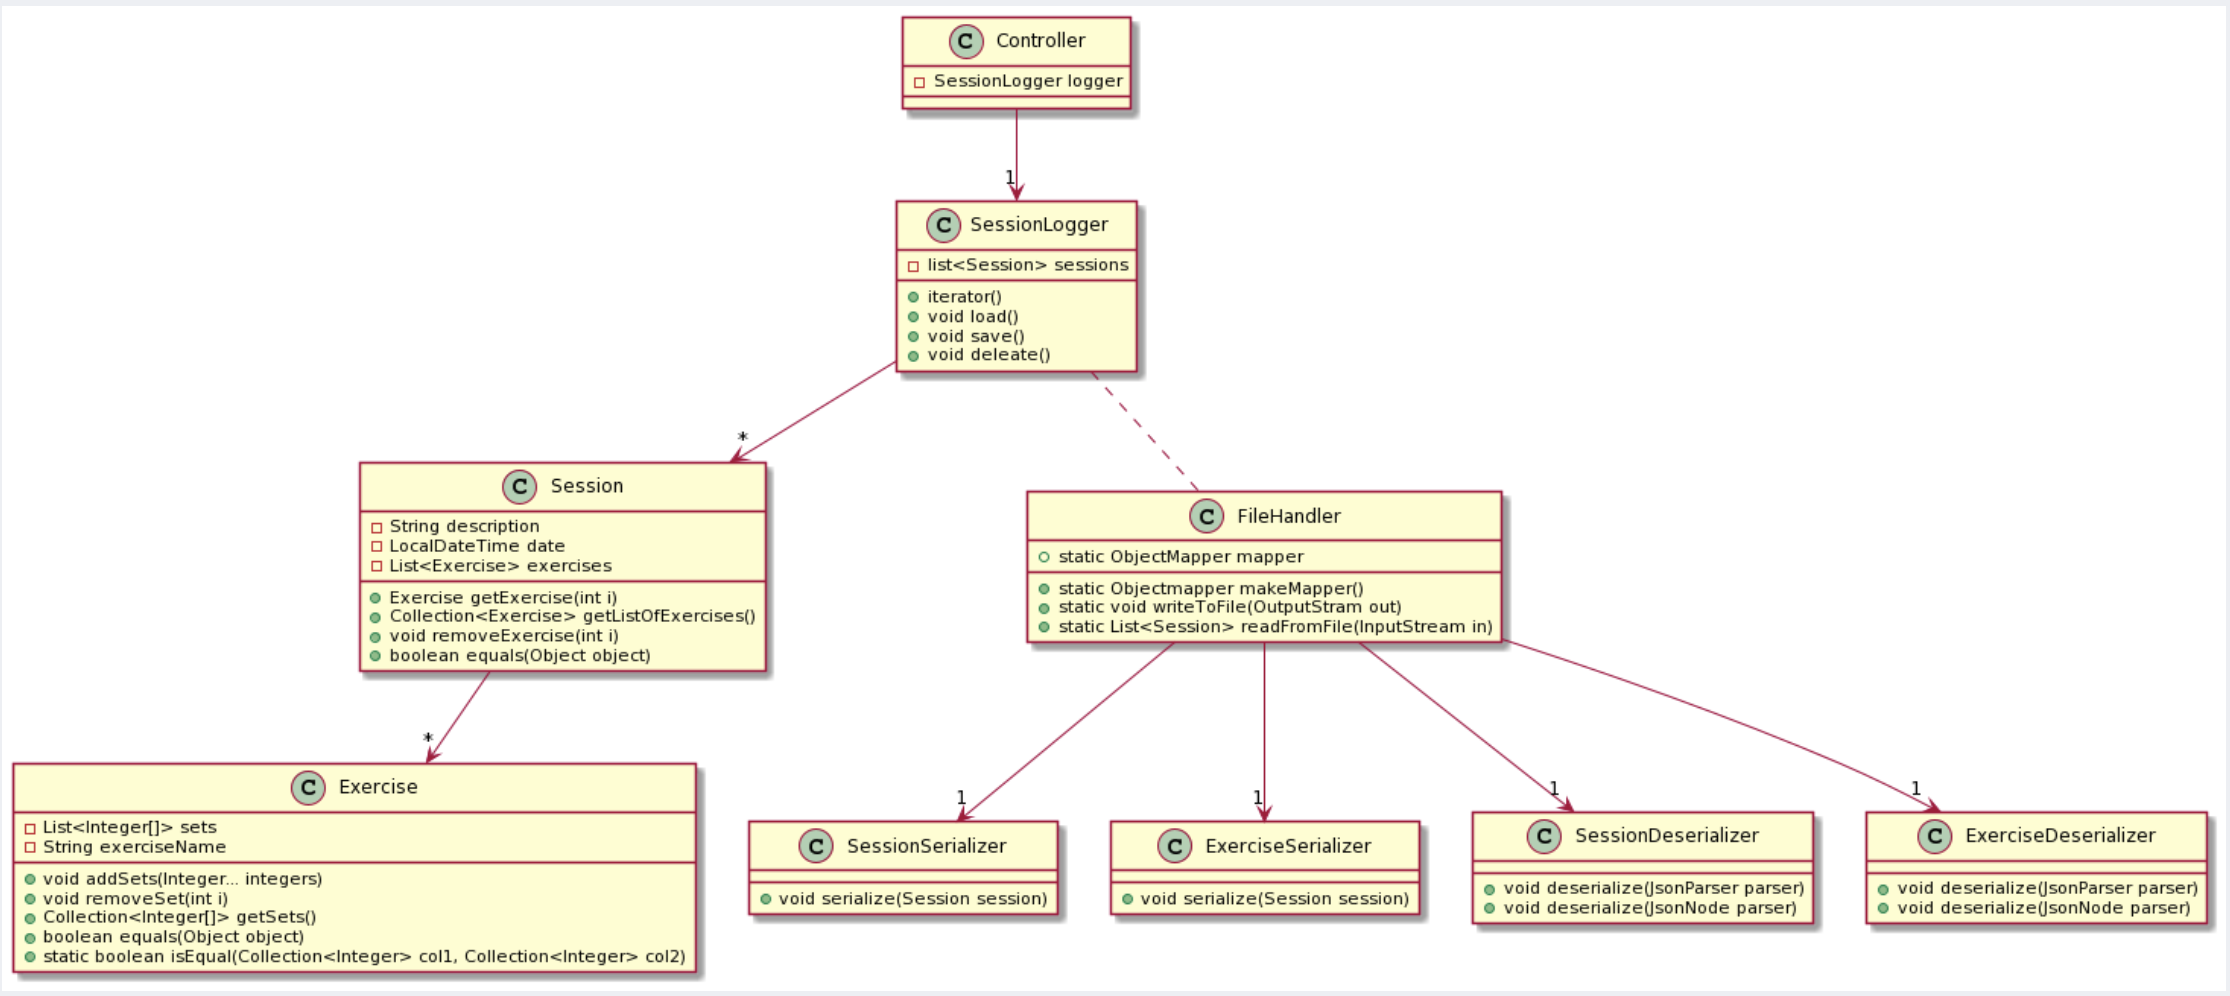 C Controller
SessionLogger logger
1
C SessionLogger
list<Session> sessions
iterator()
void load()
void save()
void deleate()
*
C Session
String description
LocalDateTime date
List<Exercise> exercises
Exercise getExercise(int i)
Collection<Exercise> getListOfExercises()
void removeExercise(int i)
boolean equals(Object object)
C FileHandler
static ObjectMapper mapper
static Objectmapper makeMapper()
static void writeToFile(OutputStram out)
static List<Session> readFromFile(InputStream in)
*
C Exercise
List<Integer[]> sets
String exerciseName
void addSets(Integer... integers)
void removeSet(int i)
Collection<Integer[]> getSets()
boolean equals(Object object)
static boolean isEqual(Collection<Integer> col1, Collection<Integer> col2)
1
C SessionSerializer
void serialize(Session session)
1
C ExerciseSerializer
void serialize(Session session)
1
C SessionDeserializer
void deserialize(JsonParser parser)
void deserialize(JsonNode parser)
1
C ExerciseDeserializer
void deserialize(JsonParser parser)
void deserialize(JsonNode parser)